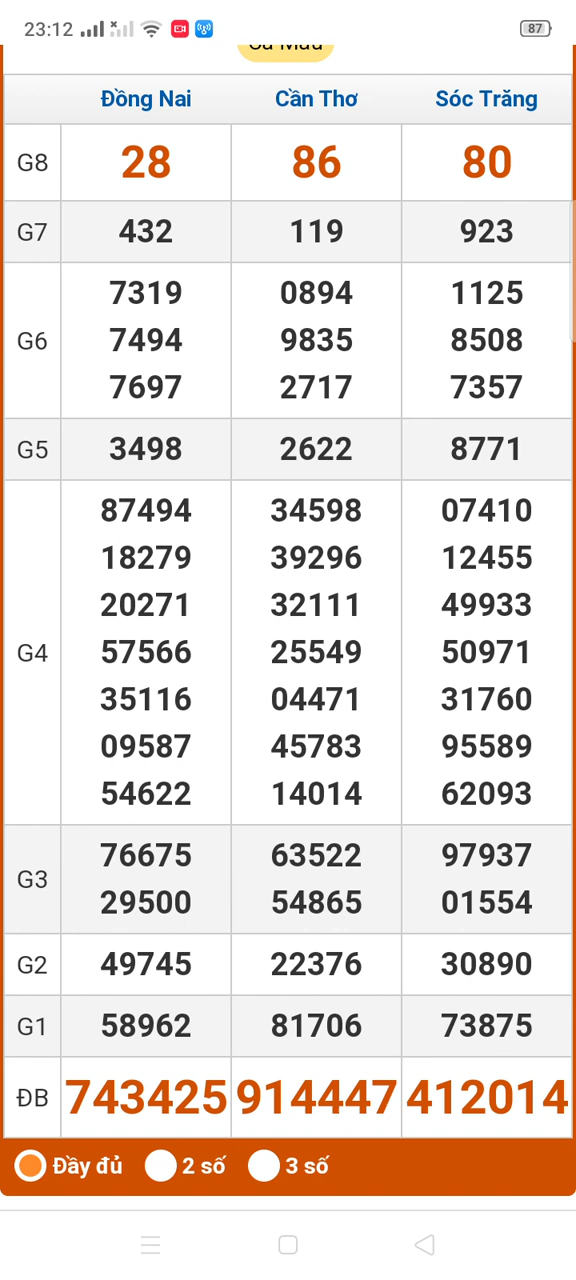 23:12 87
Cà Mau
Đồng Nai Cần Thơ Sóc Trăng
G8 28 86 80
G7 432 119 923
7319 0894 1125
G6 7494 9835 8508
7697 2717 7357
G5 3498 2622 8771
87494 34598 07410
18279 39296 12455
20271 32111 49933
G4 57566 25549 50971
35116 04471 31760
09587 45783 95589
54622 14014 62093
76675 63522 97937
G3
29500 54865 01554
G2 49745 22376 30890
G1 58962 81706 73875
ĐB 743425 914447 412014
Đầy đủ 2 số 3 số